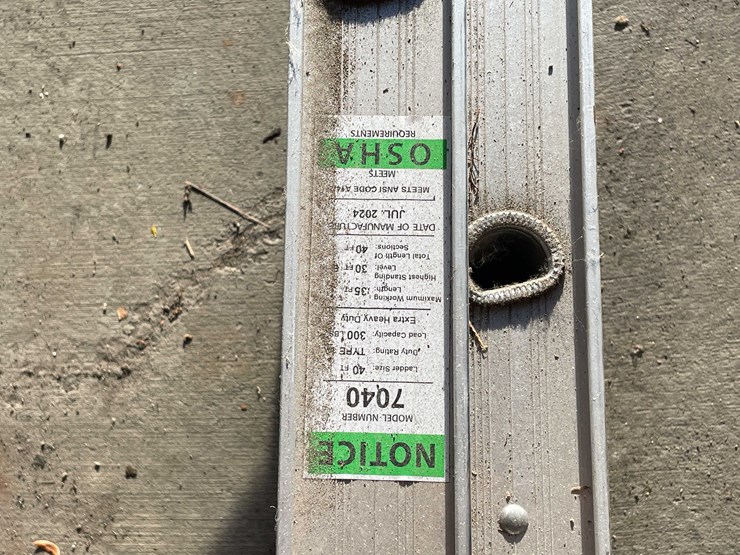 NOTICE
MODEL NUMBER
7040
Ladder Size: 40 FT
Duty Rating: TYPE
Load Capacity: 300 LBS
Extra Heavy Duty
Maximum Working
Length: 35 FT
Highest Standing
Level: 30 FT
Total Length Of
Sections: 40 FT
DATE OF MANUFACTURE
JUL. 2024
MEETS ANSI CODE
MEETS
OSHA
REQUIREMENTS